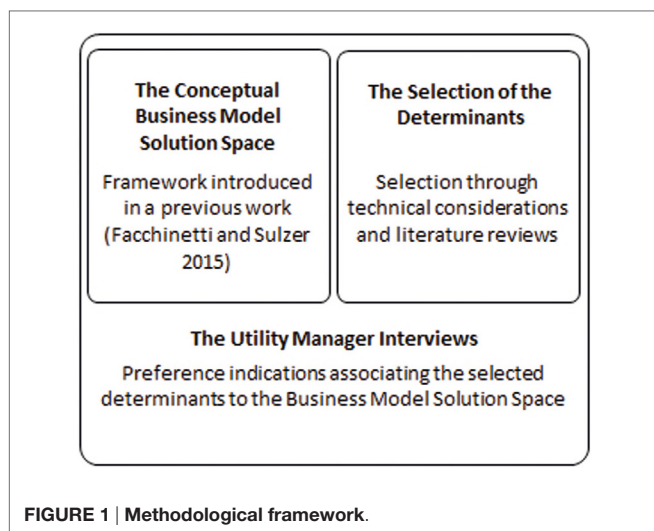 The Conceptual
Business Model
Solution Space
Framework introduced
in a previous work
(Facchinetti and Sulzer
2015)
The Selection of the
Determinants
Selection through
technical considerations
and literature reviews
The Utility Manager Interviews
Preference indications associating the selected
determinants to the Business Model Solution Space
FIGURE 1 | Methodological framework.